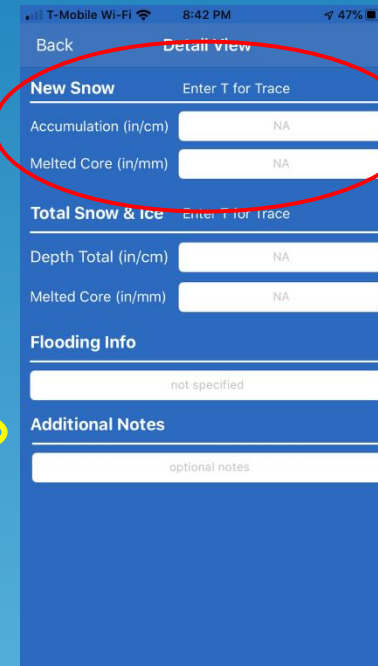 T-Mobile Wi-Fi 8:42 PM 47%
Back Detail View
New Snow Enter T for Trace
Accumulation (in/cm) NA
Melted Core (in/mm) NA
Total Snow & Ice Enter T for Trace
Depth Total (in/cm) NA
Melted Core (in/mm) NA
Flooding Info
not specified
Additional Notes
optional notes